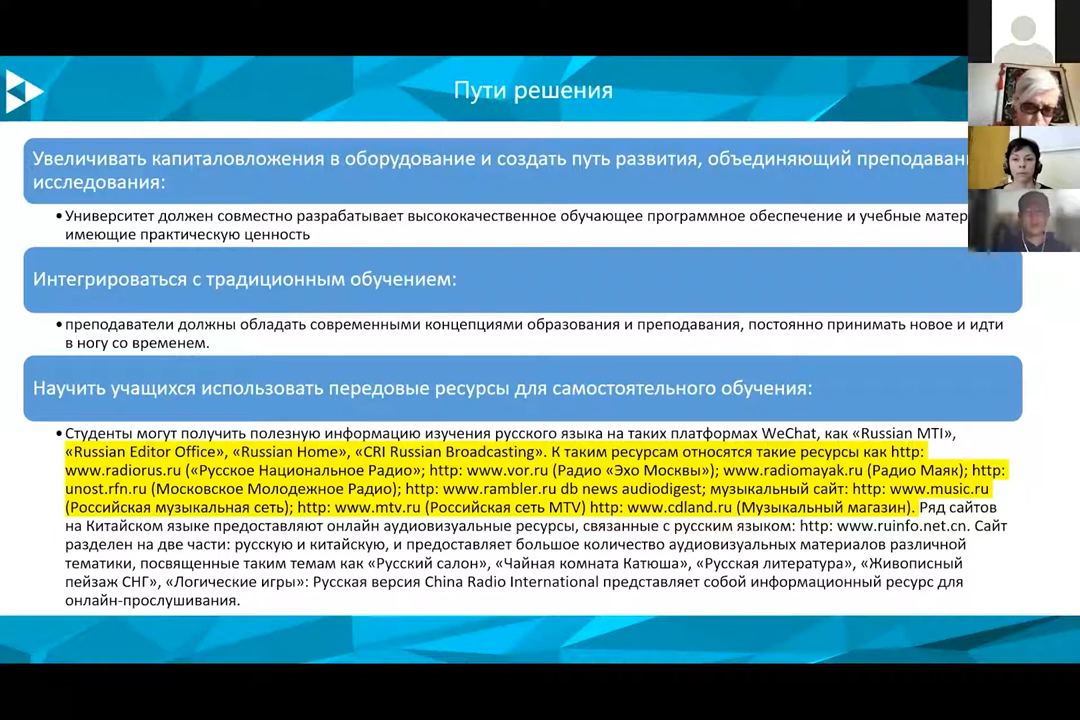 Пути решения
Увеличивать капиталовложения в оборудование и создать путь развития, объединяющий
исследования:
•Университет должен совместно разрабатывает высококачественное обучающее программное обеспечение и учебные
имеющие практическую ценность
Интегрироваться с традиционным обучением:
•преподаватели должны обладать современными концепциями образования и преподавания, постоянно принимать новое и идти
в ногу со временем.
Научить учащихся использовать передовые ресурсы для самостоятельного обучения:
•Студенты могут получить полезную информацию изучения русского языка на таких платформах WeChat, как «Russian MTI»,
«Russian Editor Office», «Russian Home», «CRI Russian Broadcasting». К таким ресурсам относятся такие ресурсы как http:
www.radiorus.ru («Русское Национальное Радио»; http: www.vor.ru (Радио «Эхо Москвы»); www.radiomayak.ru (Радио Маяк); http:
unost.rfn.ru (Московское Молодежное Радио); http: www.rambler.ru db news audiodigest; музыкальный сайт: http: www.music.ru
(Российская музыкальная сеть); http: www.mtv.ru (Российская сеть MTV) http: www.cdland.ru (Музыкальный магазин). Ряд сайтов
на Китайском языке предоставляют онлайн аудиовизуальные ресурсы, связанные с русским языком: http: www.ruinfo.net.cn. Сайт
разделен на две части: русскую и китайскую, и предоставляет большое количество аудиовизуальных материалов различной
тематики, посвященные таким темам как «Русский салон», «Чайная комната Катюша», «Русская литература», «Живописный
пейзаж СНГ», «Логические игры»: Русская версия China Radio International представляет собой информационный ресурс для
онлайн-прослушивания.